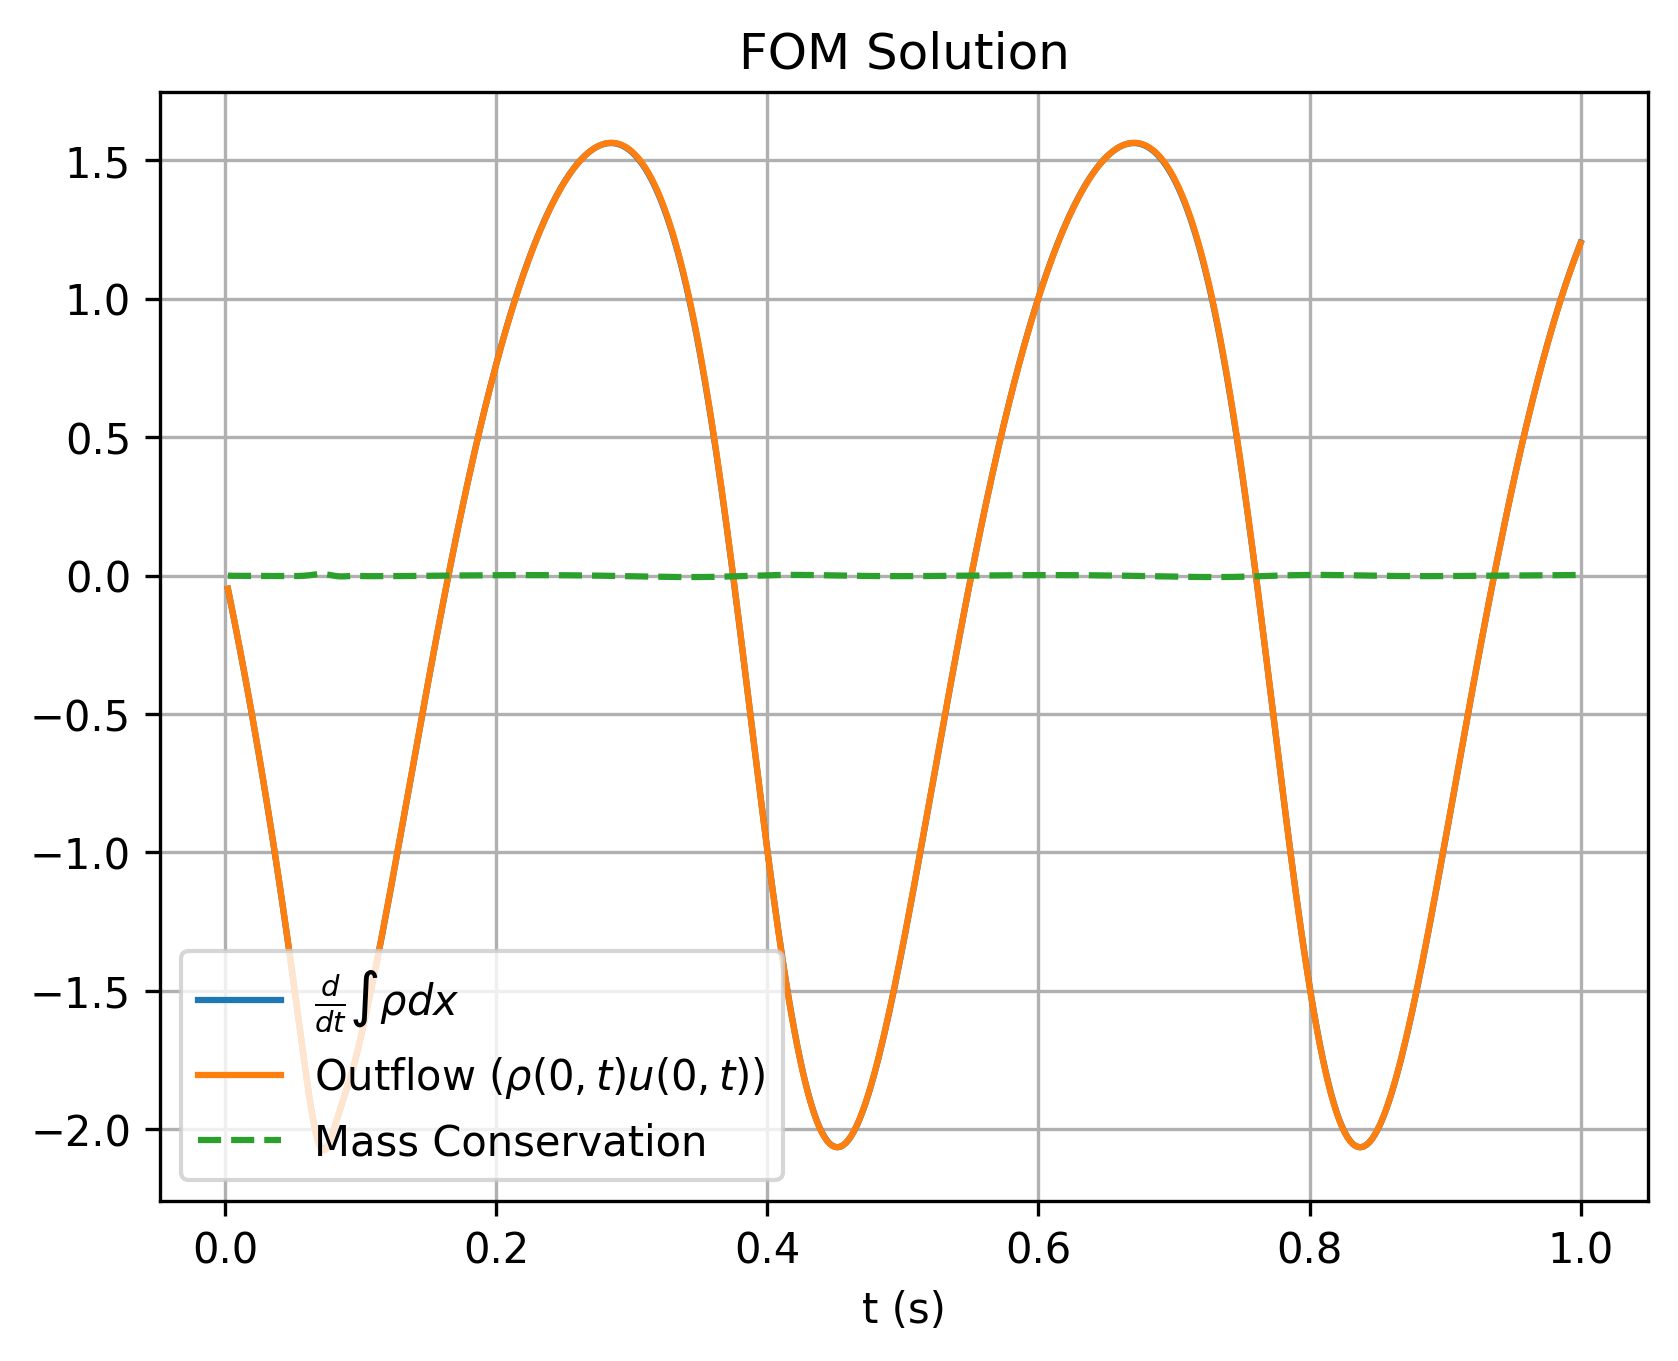 FOM Solution
1.5
1.0
0.5
0.0
−0.5
−1.0
−1.5
−2.0
d/dt ∫ρdx
Outflow (ρ(0, t)u(0, t))
Mass Conservation
0.0 0.2 0.4 0.6 0.8 1.0
t (s)